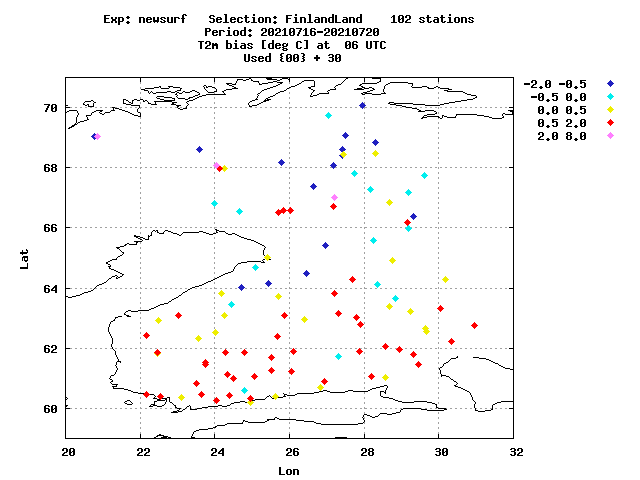 Exp: newsurf Selection: FinlandLand 102 stations
Period: 20210716-20210720
T2m bias [deg C] at 06 UTC
Used {00} + 30
-2.0 -0.5
-0.5 0.0
0.0 0.5
0.5 2.0
2.0 8.0
70
68
66
64
62
60
Lat
20 22 24 26 28 30 32
Lon